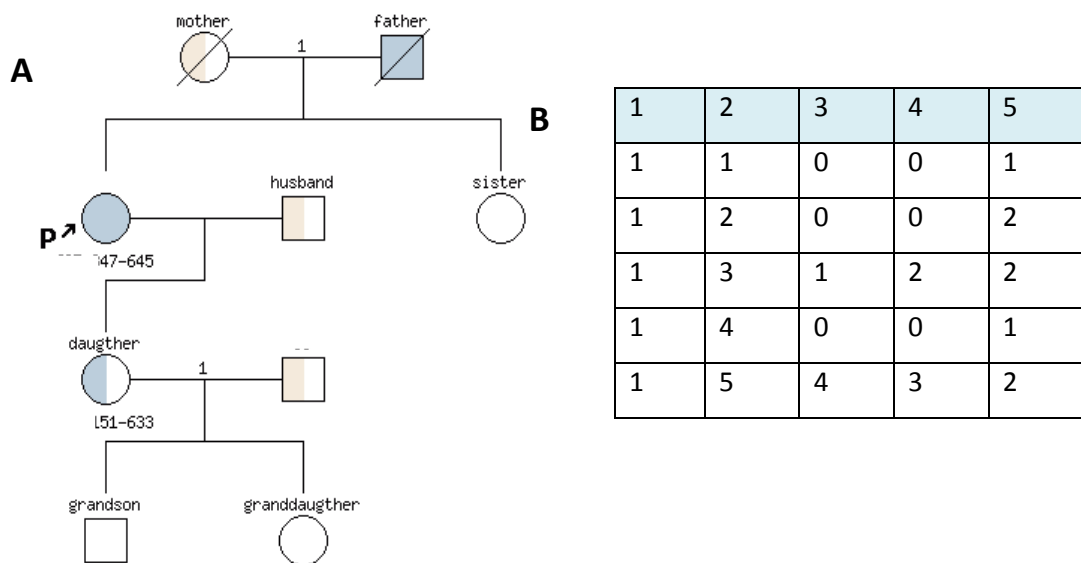 mother
father
1
A
B
husband
sister
P
47-645
daugther
1
151-633
grandson
granddaugther
1 2 3 4 5
1 1 0 0 1
1 2 0 0 2
1 3 1 2 2
1 4 0 0 1
1 5 4 3 2